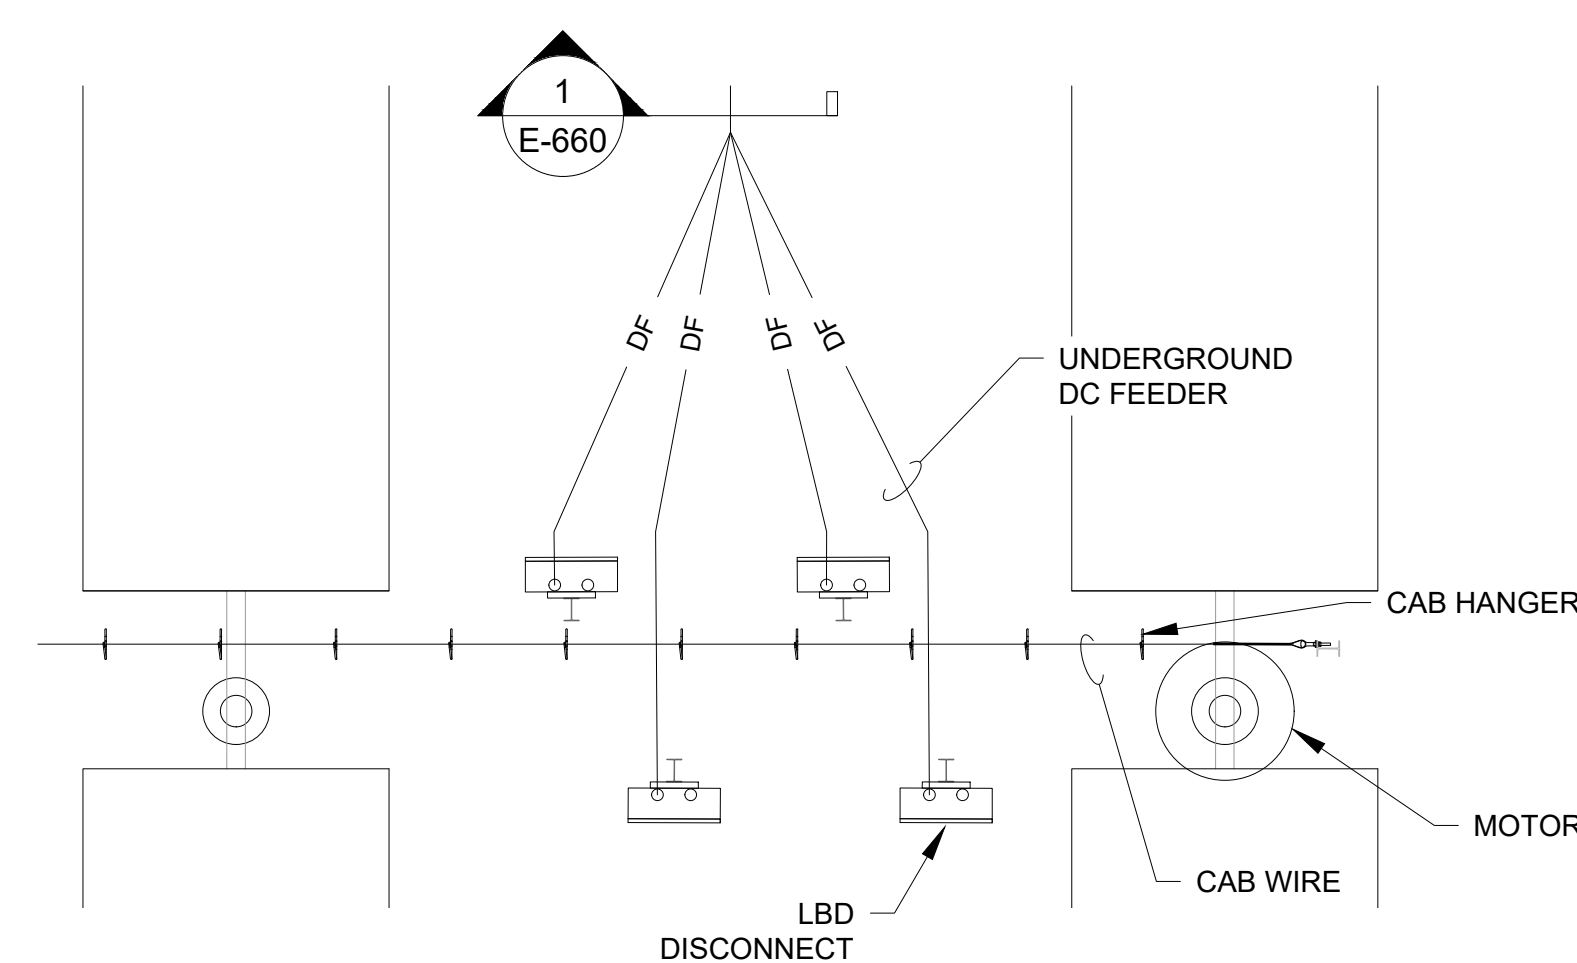 1
E-660
DF
DF
DF
DF
UNDERGROUND
DC FEEDER
CAB HANGER
MOTOR
CAB WIRE
LBD
DISCONNECT